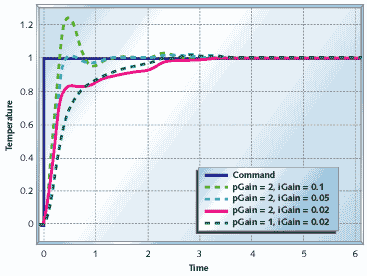 1.2
1
0.8
0.6
0.4
0.2
0
Temperature
Command
pGain = 2, iGain = 0.1
pGain = 2, iGain = 0.05
pGain = 2, iGain = 0.02
pGain = 1, iGain = 0.02
0 1 2 3 4 5 6
Time